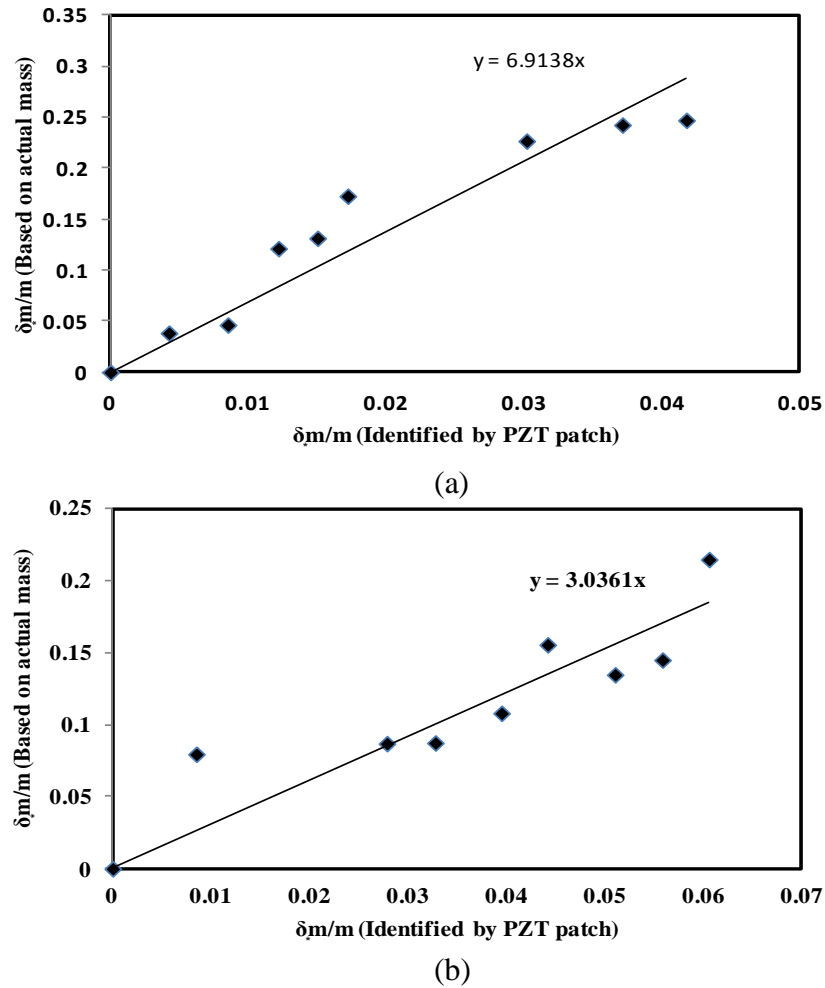 0.35
0.3
0.25
0.2
0.15
0.1
0.05
0
δm/m (Based on actual mass)
y = 6.9138x
0 0.01 0.02 0.03 0.04 0.05
δm/m (Identified by PZT patch)
(a)
0.25
0.2
0.15
0.1
0.05
0
δm/m (Based on actual mass)
y = 3.0361x
0 0.01 0.02 0.03 0.04 0.05 0.06 0.07
δm/m (Identified by PZT patch)
(b)